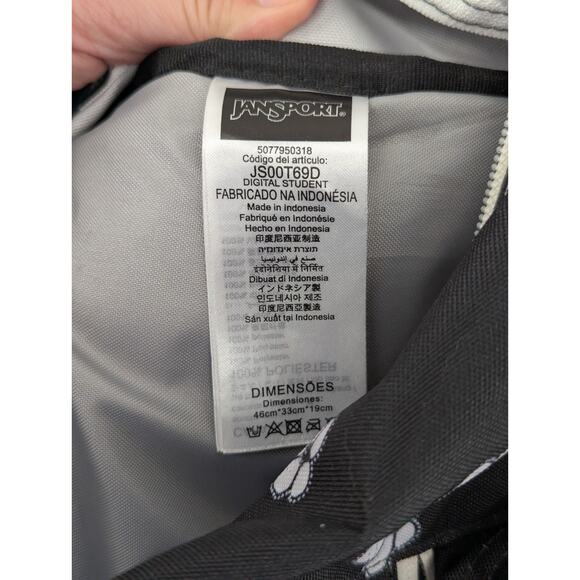 JANSPORT®
5077950318
Código del artículo:
JS00T69D
DIGITAL STUDENT
FABRICADO NA INDONÉSIA
Made in Indonesia
Fabriqué en Indonésie
Hecho en Indonesia
印度尼西亚制造
תוצרת אינדונזיה
صنع في إندونيسيا
इंडोनेशिया में निर्मित
Dibuat di Indonesia
インドネシア製
인도네시아 제조
印度尼西亞製造
Sản xuất tại Indonesia
100% POLIESTER
DIMENSÕES
Dimensiones:
46cm*33cm*19cm